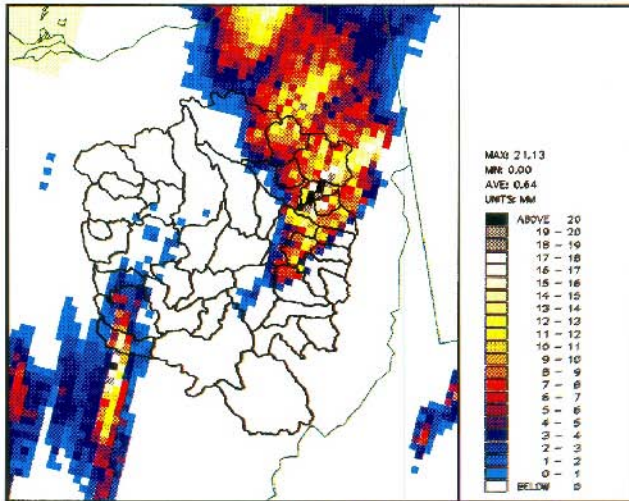 MAX: 21.13
MIN: 0.00
AVE: 0.64
UNITS: MM
ABOVE 20
19 - 20
18 - 19
17 - 18
16 - 17
15 - 16
14 - 15
13 - 14
12 - 13
11 - 12
10 - 11
9 - 10
8 - 9
7 - 8
6 - 7
5 - 6
4 - 5
3 - 4
2 - 3
1 - 2
0 - 1
BELOW 0